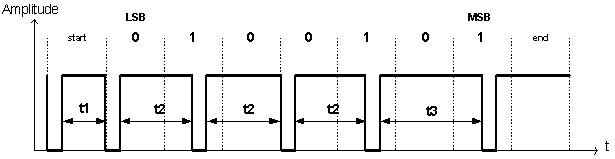 Amplitude
LSB MSB
start 0 1 0 0 1 0 1 end
t1 t2 t2 t2 t3
t